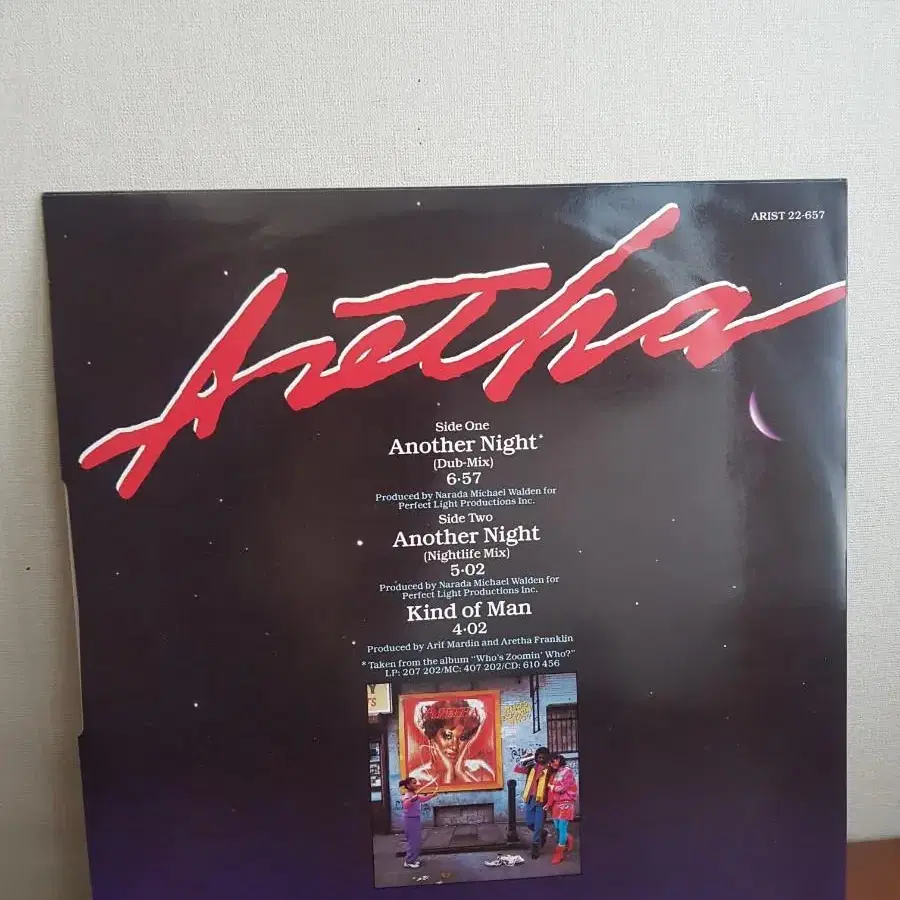 ARIST 22-657
Aretha
Side One
Another Night*
(Dub-Mix)
6·57
Produced by Narada Michael Walden for
Perfect Light Productions Inc.
Side Two
Another Night
(Nightlife Mix)
5·02
Produced by Narada Michael Walden for
Perfect Light Productions Inc.
Kind of Man
4·02
Produced by Arif Mardin and Aretha Franklin
* Taken from the album "Who's Zoomin' Who?"
LP: 207 202/MC: 407 202/CD: 610 456
ARETHA